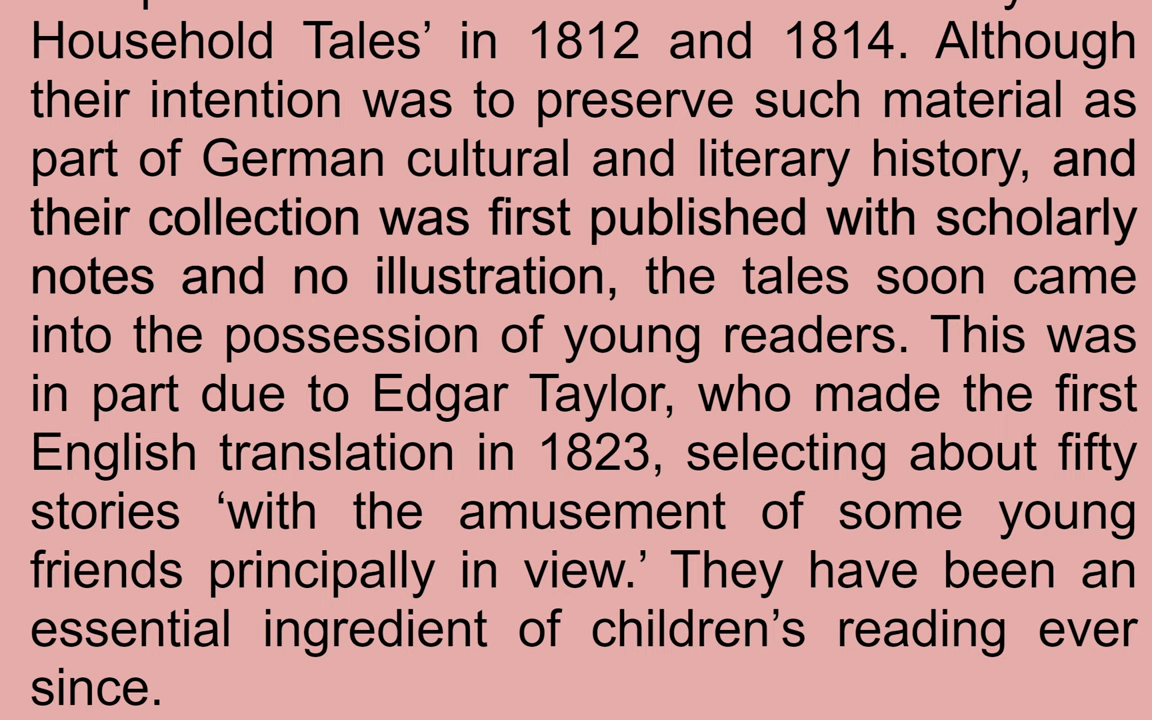 Household Tales’ in 1812 and 1814. Although
their intention was to preserve such material as
part of German cultural and literary history, and
their collection was first published with scholarly
notes and no illustration, the tales soon came
into the possession of young readers. This was
in part due to Edgar Taylor, who made the first
English translation in 1823, selecting about fifty
stories ‘with the amusement of some young
friends principally in view.’ They have been an
essential ingredient of children’s reading ever
since.